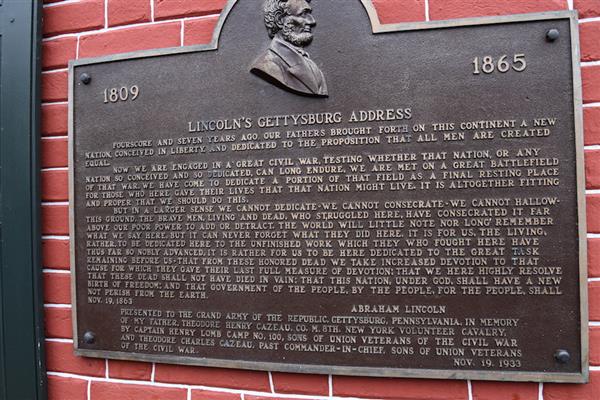 1809
1865
LINCOLN'S GETTYSBURG ADDRESS
FOURSCORE AND SEVEN YEARS AGO, OUR FATHERS BROUGHT FORTH ON THIS CONTINENT A NEW
NATION, CONCEIVED IN LIBERTY, AND DEDICATED TO THE PROPOSITION THAT ALL MEN ARE CREATED
EQUAL.
NOW WE ARE ENGAGED IN A GREAT CIVIL WAR, TESTING WHETHER THAT NATION, OR ANY
NATION SO CONCEIVED AND SO DEDICATED, CAN LONG ENDURE, WE ARE MET ON A GREAT BATTLEFIELD
OF THAT WAR. WE HAVE COME TO DEDICATE A PORTION OF THAT FIELD AS A FINAL RESTING PLACE
FOR THOSE WHO HERE GAVE THEIR LIVES THAT THAT NATION MIGHT LIVE. IT IS ALTOGETHER FITTING
AND PROPER THAT WE SHOULD DO THIS.
BUT IN A LARGER SENSE WE CANNOT DEDICATE-WE CANNOT CONSECRATE-WE CANNOT HALLOW-
THIS GROUND. THE BRAVE MEN, LIVING AND DEAD, WHO STRUGGLED HERE, HAVE CONSECRATED IT FAR
ABOVE OUR POOR POWER TO ADD OR DETRACT. THE WORLD WILL LITTLE NOTE NOR LONG REMEMBER
WHAT WE SAY HERE, BUT IT CAN NEVER FORGET WHAT THEY DID HERE. IT IS FOR US, THE LIVING,
RATHER, TO BE DEDICATED HERE TO THE UNFINISHED WORK WHICH THEY WHO FOUGHT HERE HAVE
THUS FAR SO NOBLY ADVANCED. IT IS RATHER FOR US TO BE HERE DEDICATED TO THE GREAT TASK
REMAINING BEFORE US-THAT FROM THESE HONORED DEAD WE TAKE INCREASED DEVOTION TO THAT
CAUSE FOR WHICH THEY GAVE THEIR LAST FULL MEASURE OF DEVOTION; THAT WE HERE HIGHLY RESOLVE
THAT THESE DEAD SHALL NOT HAVE DIED IN VAIN; THAT THIS NATION, UNDER GOD, SHALL HAVE A NEW
BIRTH OF FREEDOM; AND THAT GOVERNMENT OF THE PEOPLE, BY THE PEOPLE, FOR THE PEOPLE, SHALL
NOT PERISH FROM THE EARTH.
NOV. 19, 1863
ABRAHAM LINCOLN
PRESENTED TO THE GRAND ARMY OF THE REPUBLIC, GETTYSBURG, PENNSYLVANIA, IN MEMORY
OF MY FATHER, THEODORE HENRY CAZEAU, CO. M. 8TH. NEW YORK VOLUNTEER CAVALRY,
BY CAPTAIN HENRY LOMB CAMP NO. 100, SONS OF UNION VETERANS OF THE CIVIL WAR
AND THEODORE CHARLES CAZEAU, PAST COMMANDER-IN-CHIEF, SONS OF UNION VETERANS
OF THE CIVIL WAR.
NOV. 19. 1933